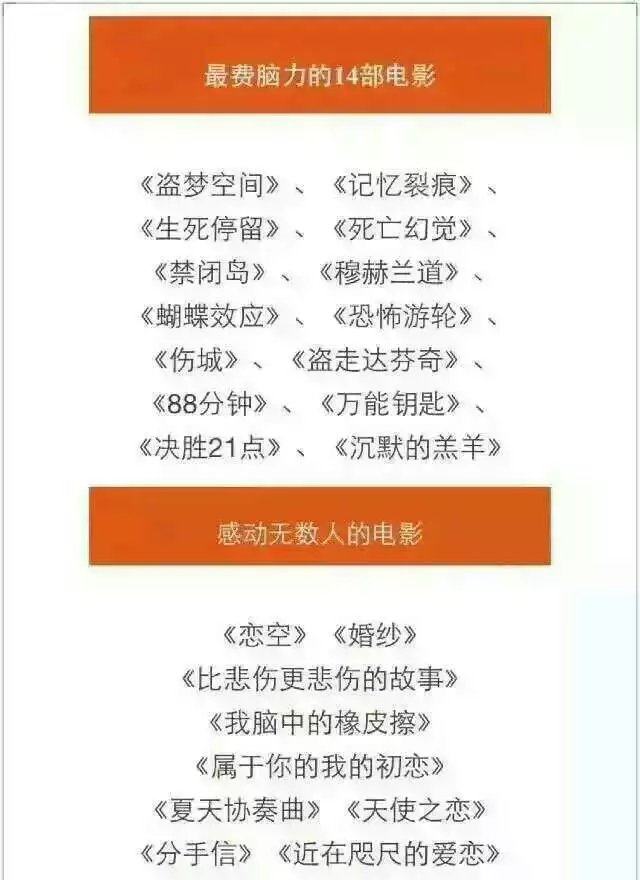 最费脑力的14部电影
《盗梦空间》、《记忆裂痕》、
《生死停留》、《死亡幻觉》、
《禁闭岛》、《穆赫兰道》、
《蝴蝶效应》、《恐怖游轮》、
《伤城》、《盗走达芬奇》、
《88分钟》、《万能钥匙》、
《决胜21点》、《沉默的羔羊》
感动无数人的电影
《恋空》《婚纱》
《比悲伤更悲伤的故事》
《我脑中的橡皮擦》
《属于你的我的初恋》
《夏天协奏曲》《天使之恋》
《分手信》《近在咫尺的爱恋》